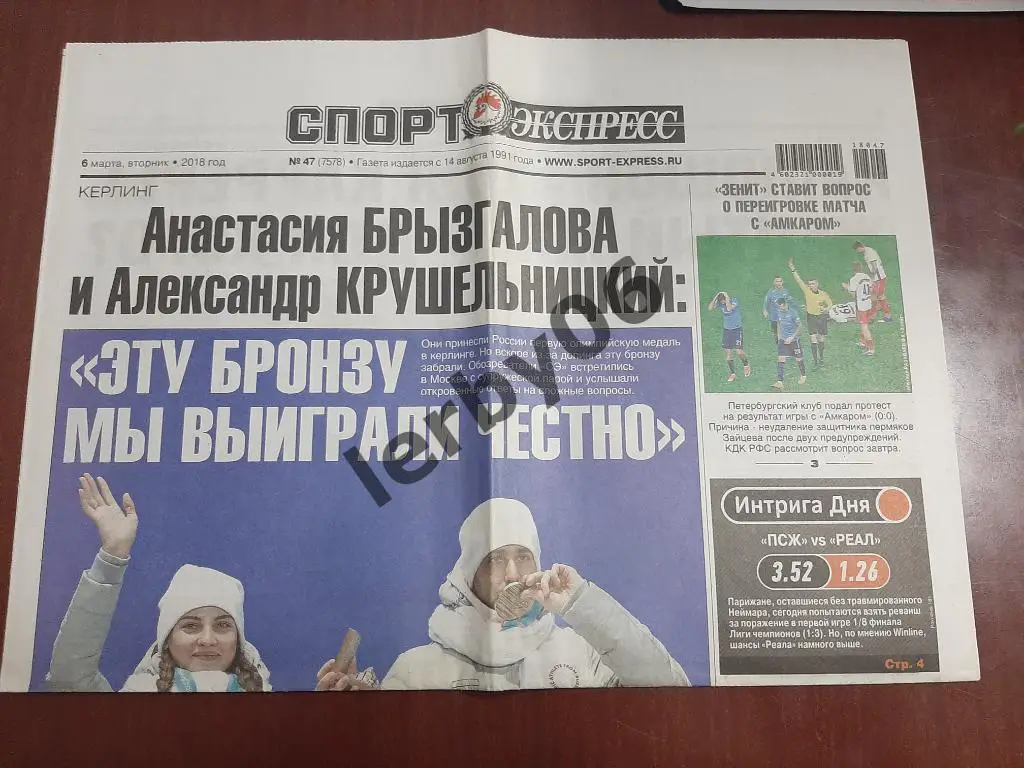 СПОРТ ЭКСПРЕСС
6 марта, вторник • 2018 год
№ 47 (7578) • Газета издается с 14 августа 1991 года • WWW.SPORT-EXPRESS.RU
4 602321 000019
18047
КЕРЛИНГ
Анастасия БРЫЗГАЛОВА
и Александр КРУШЕЛЬНИЦКИЙ:
«ЭТУ БРОНЗУ
МЫ ВЫИГРАЛИ ЧЕСТНО»
Они принесли России первую олимпийскую медаль
в керлинге. Но вскоре из-за допинга эту бронзу
забрали. Обозреватели «СЭ» встретились
в Москве с супружеской парой и услышали
откровенные ответы на сложные вопросы.
«ЗЕНИТ» СТАВИТ ВОПРОС
О ПЕРЕИГРОВКЕ МАТЧА
С «АМКАРОМ»
Петербургский клуб подал протест
на результат игры с «Амкаром» (0:0).
Причина - неудаление защитника пермяков
Зайцева после двух предупреждений.
КДК РФС рассмотрит вопрос завтра.
3
Интрига Дня
«ПСЖ» vs «РЕАЛ»
3.52 1.26
Парижане, оставшиеся без травмированного
Неймара, сегодня попытаются взять реванш
за поражение в первой игре 1/8 финала
Лиги чемпионов (1:3). Но, по мнению Winline,
шансы «Реала» намного выше.
Стр. 4
lerby06